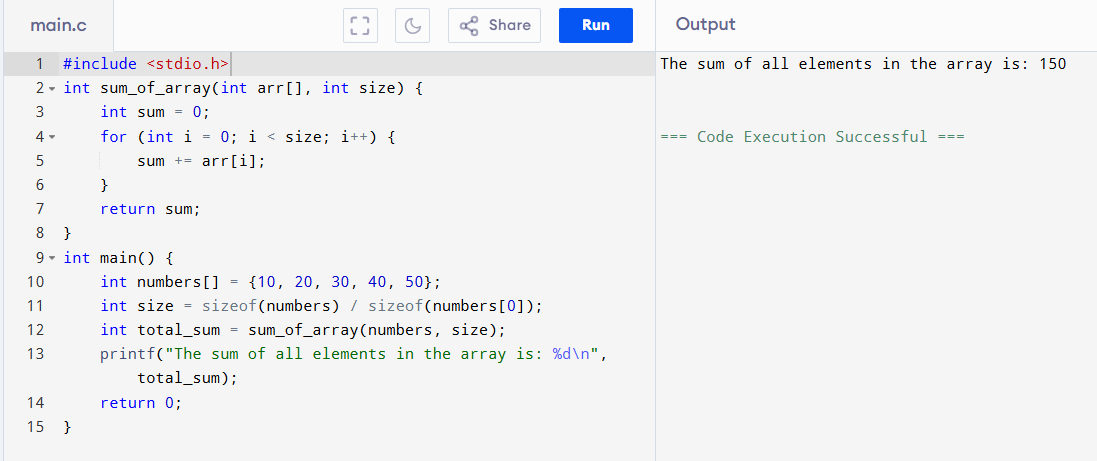 main.c
Share
Run
Output
1 #include <stdio.h>
2 int sum_of_array(int arr[], int size) {
3     int sum = 0;
4     for (int i = 0; i < size; i++) {
5         sum += arr[i];
6     }
7     return sum;
8 }
9 int main() {
10     int numbers[] = {10, 20, 30, 40, 50};
11     int size = sizeof(numbers) / sizeof(numbers[0]);
12     int total_sum = sum_of_array(numbers, size);
13     printf("The sum of all elements in the array is: %d\n",
        total_sum);
14     return 0;
15 }
The sum of all elements in the array is: 150
=== Code Execution Successful ===